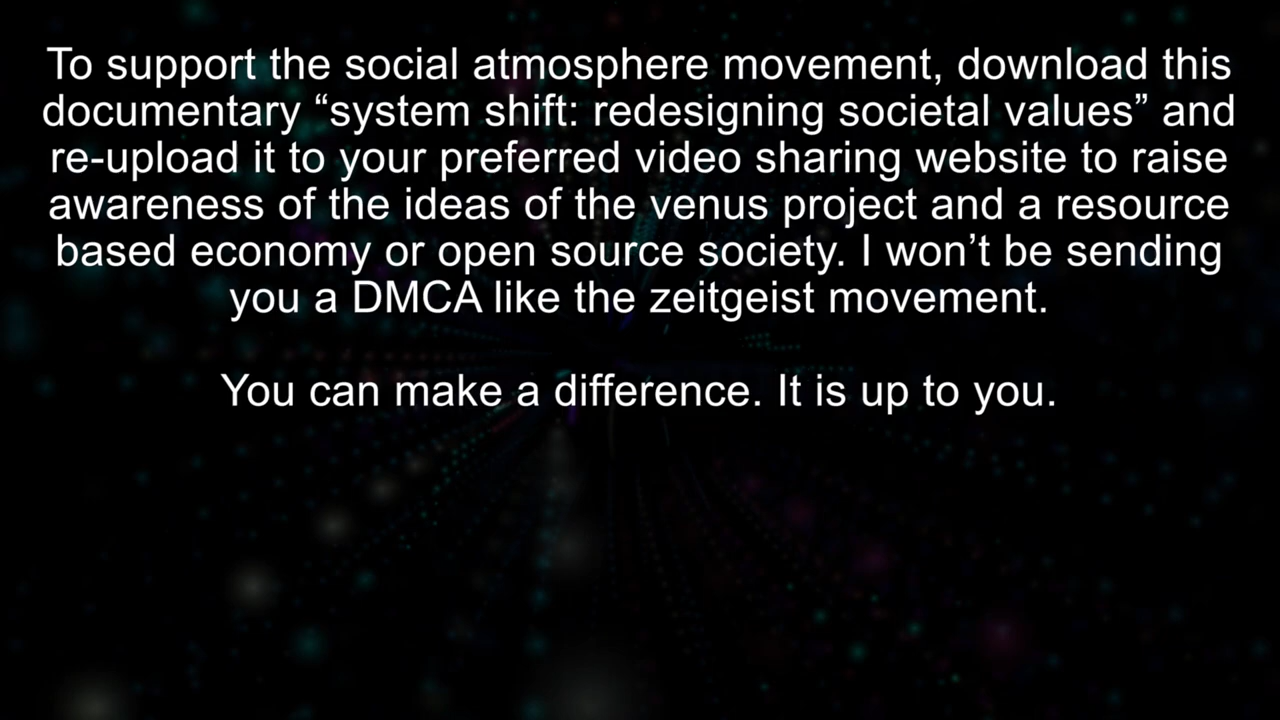 To support the social atmosphere movement, download this
documentary “system shift: redesigning societal values” and
re-upload it to your preferred video sharing website to raise
awareness of the ideas of the venus project and a resource
based economy or open source society. I won’t be sending
you a DMCA like the zeitgeist movement.
You can make a difference. It is up to you.